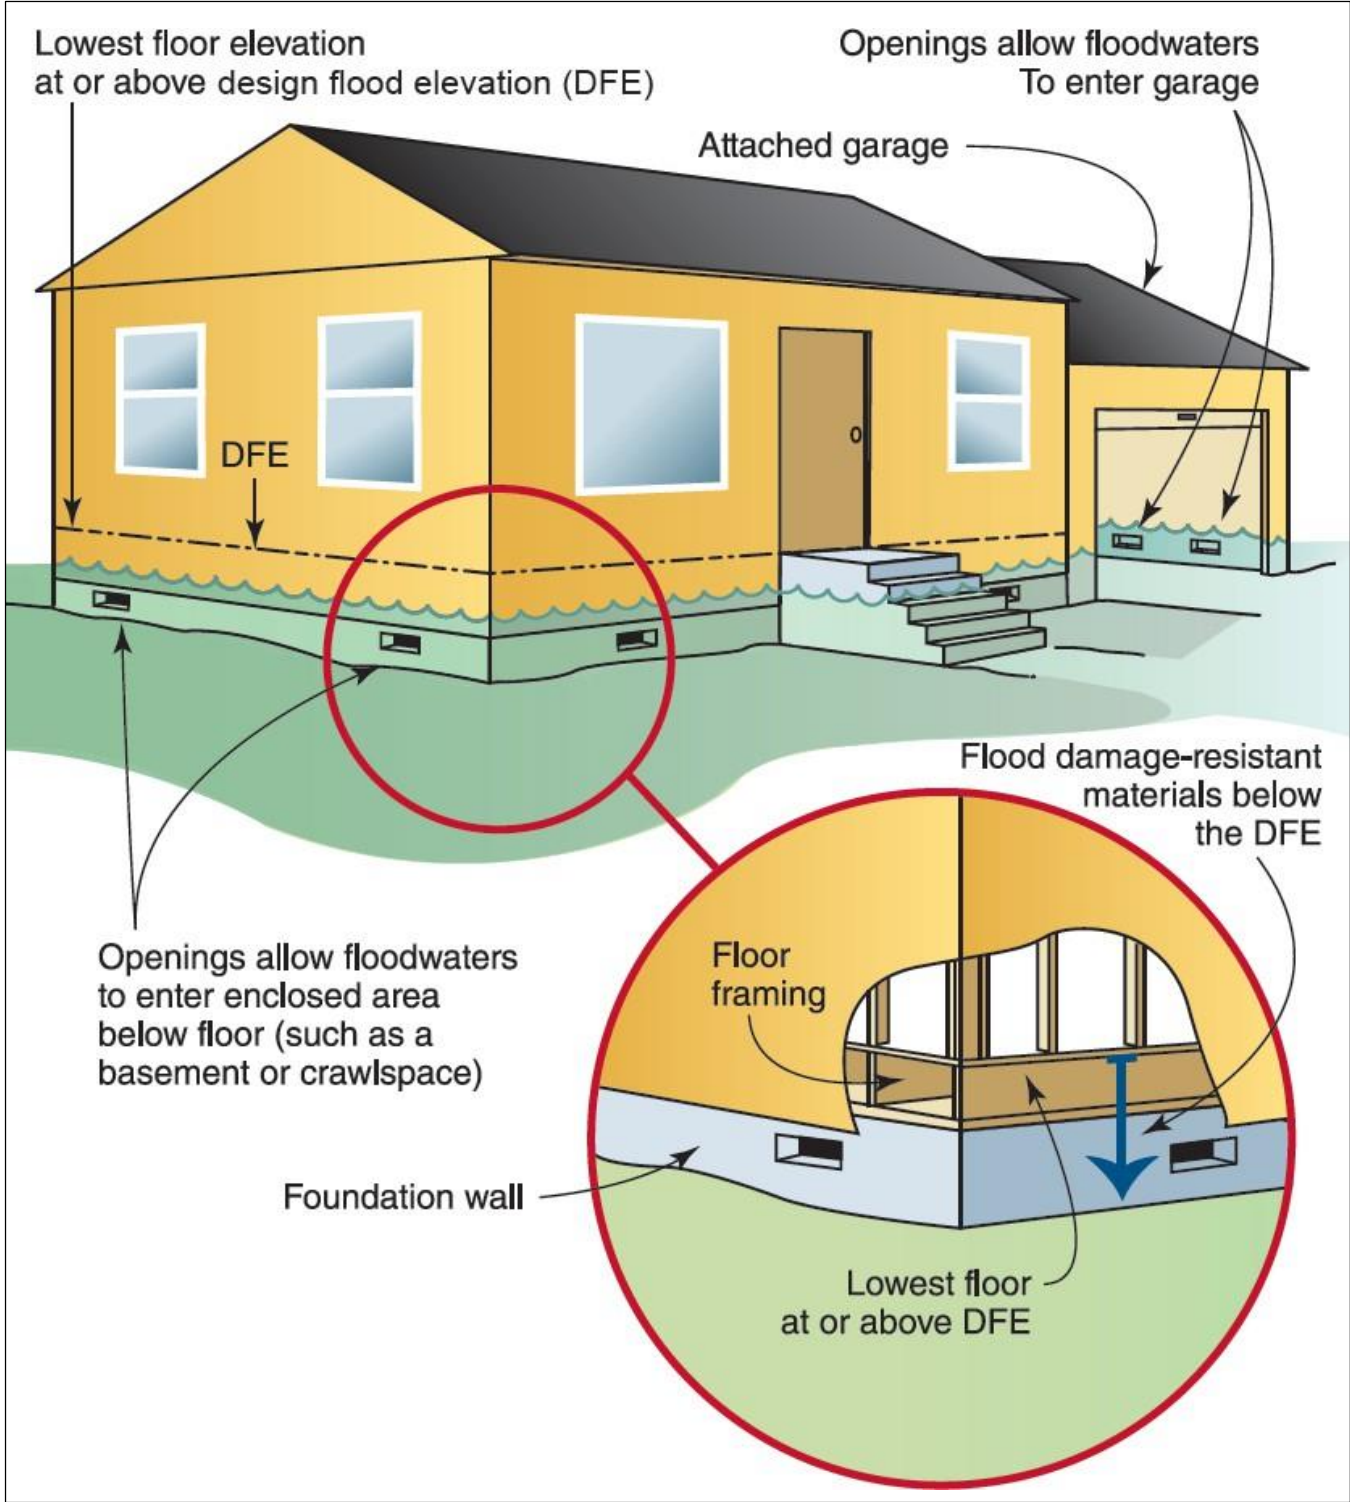 Lowest floor elevation
at or above design flood elevation (DFE)
Openings allow floodwaters
To enter garage
Attached garage
DFE
Flood damage-resistant
materials below
the DFE
Openings allow floodwaters
to enter enclosed area
below floor (such as a
basement or crawlspace)
Floor
framing
Foundation wall
Lowest floor
at or above DFE